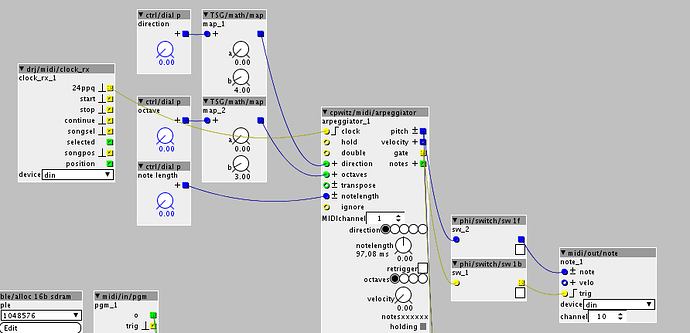 ctrl/dial p
direction
+
0.00
TSG/math/map
map_1
+
a
0.00
b
4.00
drj/midi/clock_rx
clock_rx_1
24ppq
start
stop
continue
songsel
selected
songpos
position
device din
ctrl/dial p
octave
+
0.00
TSG/math/map
map_2
+
a
0.00
b
3.00
ctrl/dial p
note length
+
0.00
cpwitz/midi/arpeggiator
arpeggiator_1
clock pitch ±
hold velocity +
double gate
+ direction notes +
+ octaves
± transpose
± notelength
ignore
MIDIchannel 1
direction
notelength
97,08 ms 0.00
retrigger
octaves
velocity
0.00
notesxxxxxx
holding
phi/switch/sw 1f
sw_2
phi/switch/sw 1b
sw_1
midi/out/note
note_1
± note
+ velo
trig
device din
channel 10
ble/alloc 16b sdram
ple
1048576
Edit
midi/in/pgm
pgm_1
o
trig